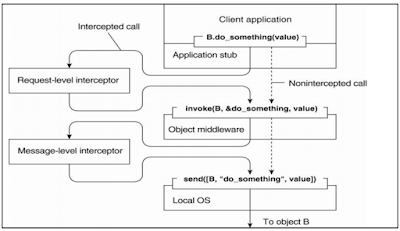 Client application
Intercepted call
B.do_something(value)
Application stub
Request-level interceptor
Nonintercepted call
invoke(B, &do_something, value)
Object middleware
Message-level interceptor
send([B, "do_something", value])
Local OS
To object B